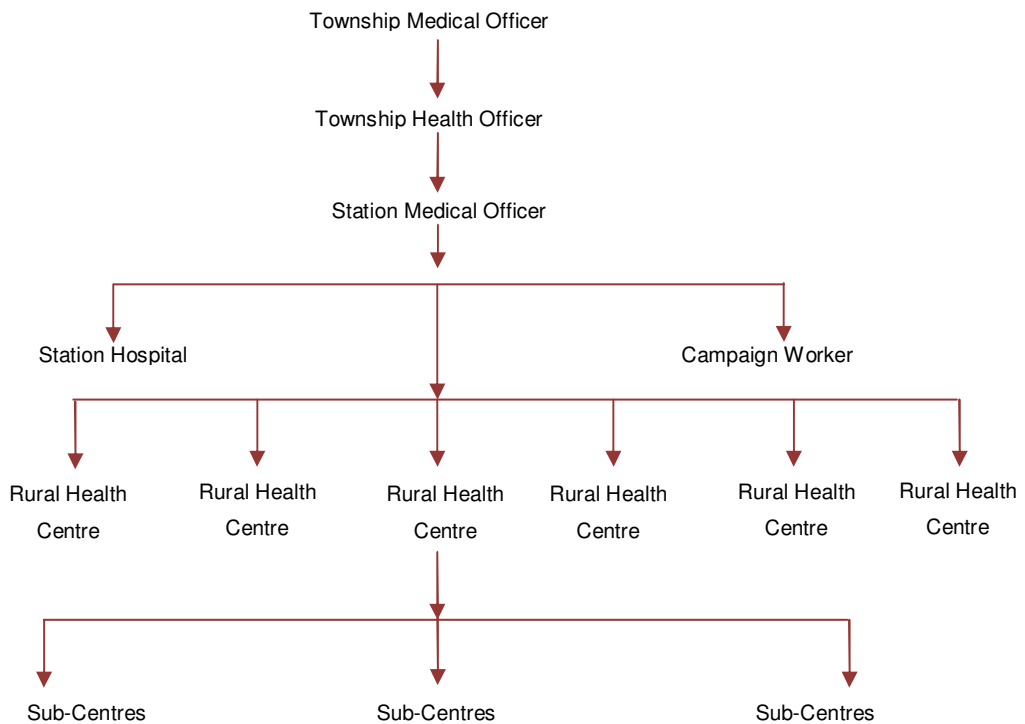 Township Medical Officer
Township Health Officer
Station Medical Officer
Station Hospital
Campaign Worker
Rural Health
Centre
Rural Health
Centre
Rural Health
Centre
Rural Health
Centre
Rural Health
Centre
Rural Health
Centre
Sub-Centres
Sub-Centres
Sub-Centres